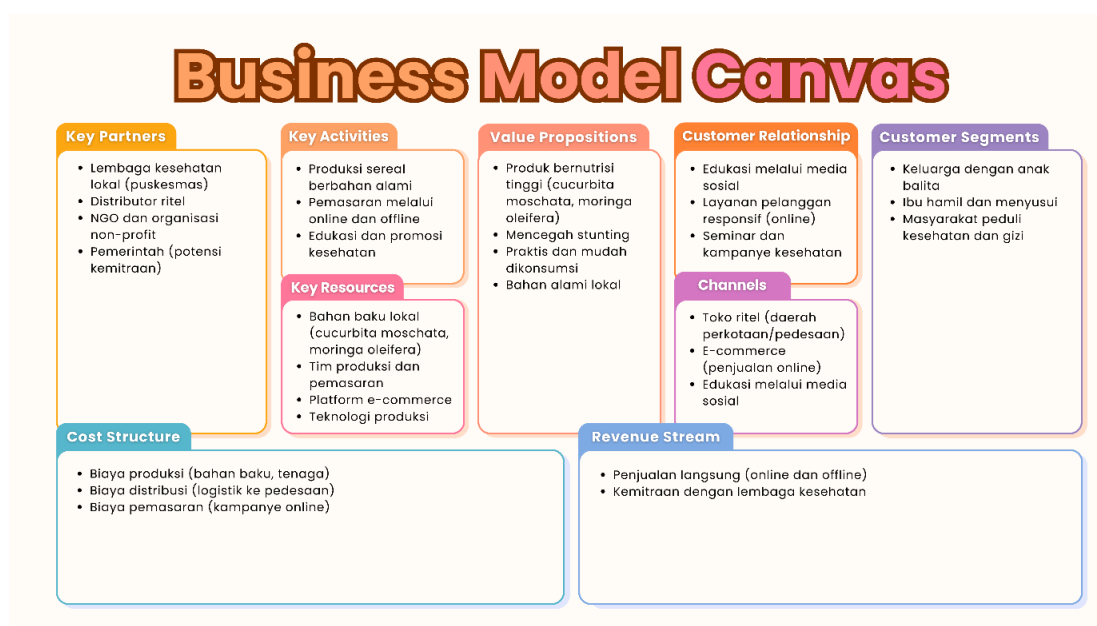 Business Model Canvas
Key Partners
• Lembaga kesehatan
lokal (puskesmas)
• Distributor ritel
• NGO dan organisasi
non-profit
• Pemerintah (potensi
kemitraan)
Key Activities
• Produksi sereal
berbahan alami
• Pemasaran melalui
online dan offline
• Edukasi dan promosi
kesehatan
Key Resources
• Bahan baku lokal
(cucurbita moschata,
moringa oleifera)
• Tim produksi dan
pemasaran
• Platform e-commerce
• Teknologi produksi
Value Propositions
• Produk bernutrisi
tinggi (cucurbita
moschata, moringa
oleifera)
• Mencegah stunting
• Praktis dan mudah
dikonsumsi
• Bahan alami lokal
Customer Relationship
• Edukasi melalui media
sosial
• Layanan pelanggan
responsif (online)
• Seminar dan
kampanye kesehatan
Channels
• Toko ritel (daerah
perkotaan/pedesaan)
• E-commerce
(penjualan online)
• Edukasi melalui media
sosial
Customer Segments
• Keluarga dengan anak
balita
• Ibu hamil dan menyusui
• Masyarakat peduli
kesehatan dan gizi
Cost Structure
• Biaya produksi (bahan baku, tenaga)
• Biaya distribusi (logistik ke pedesaan)
• Biaya pemasaran (kampanye online)
Revenue Stream
• Penjualan langsung (online dan offline)
• Kemitraan dengan lembaga kesehatan